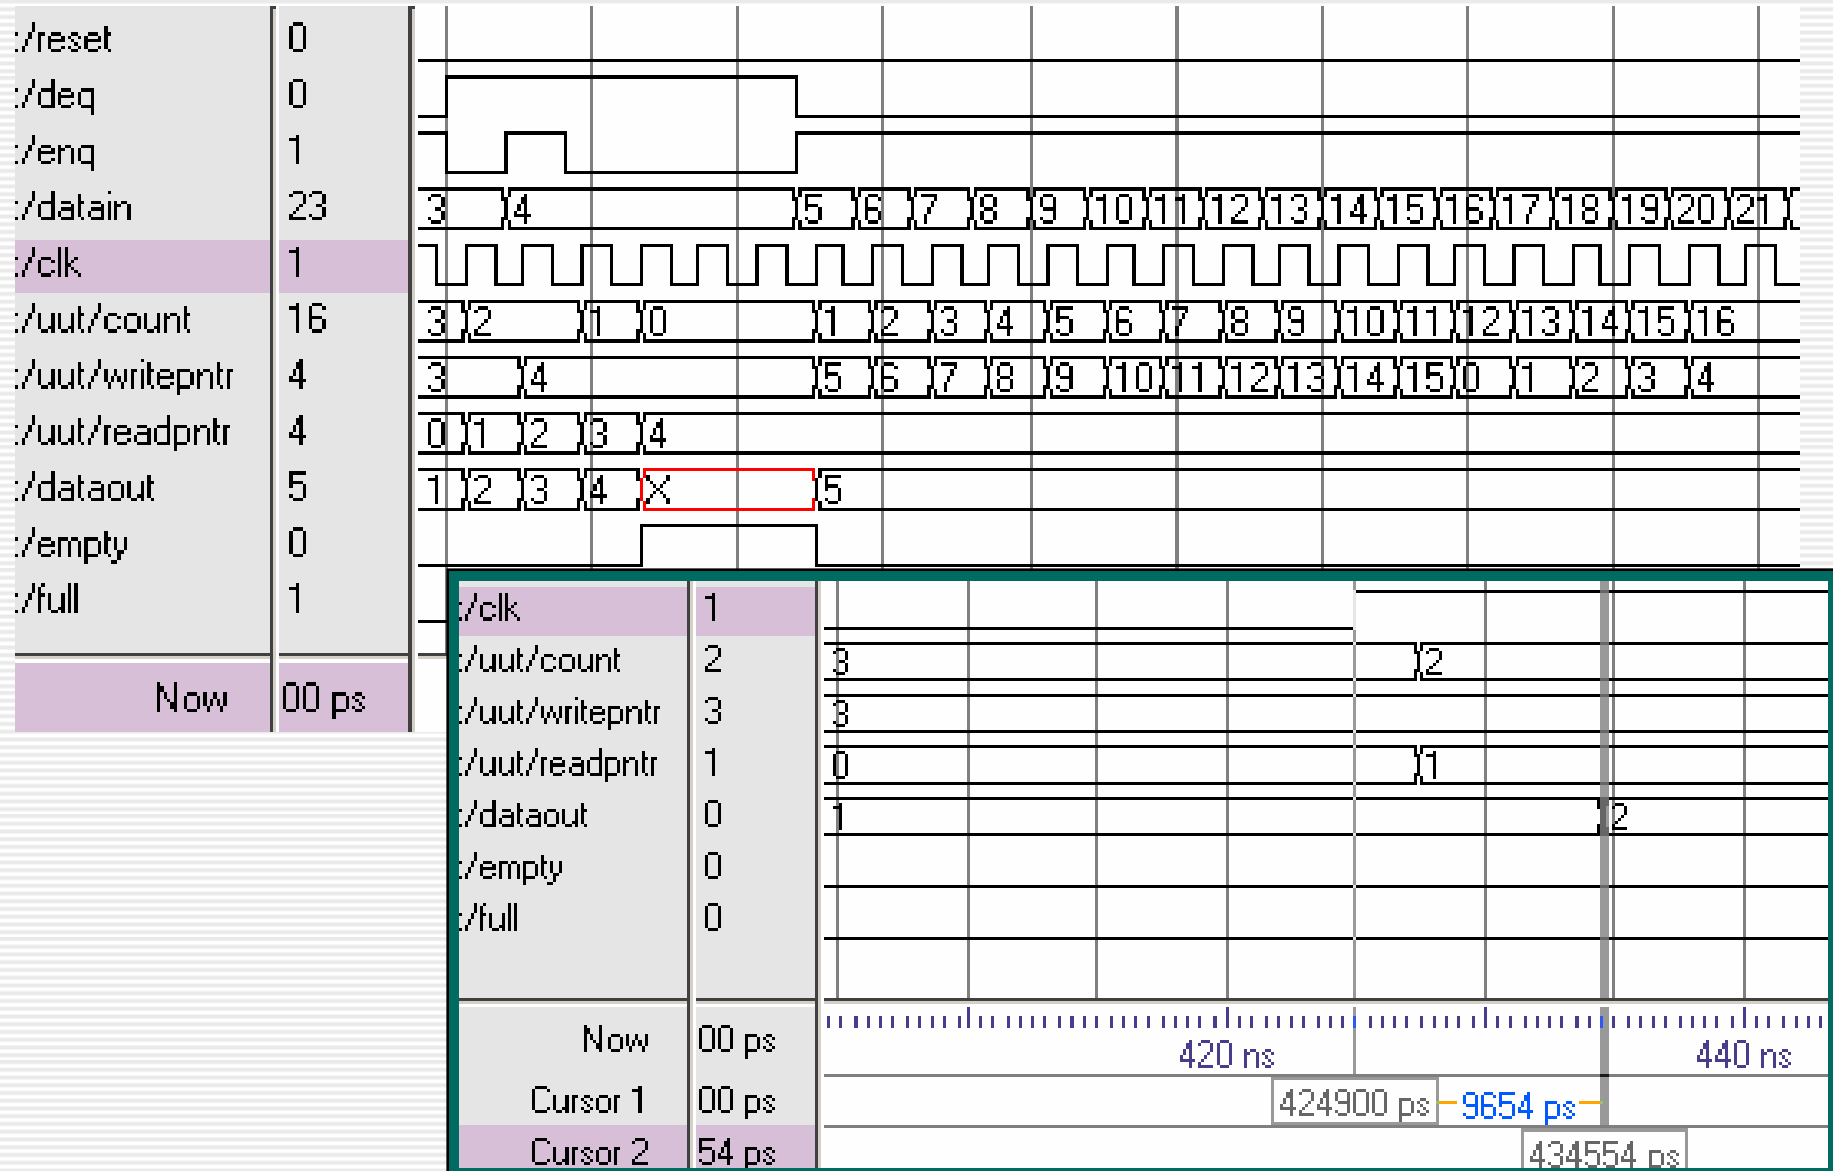 :/reset 0
:/deq 0
:/enq 1
:/datain 23 3 4 5 6 7 8 9 10 11 12 13 14 15 16 17 18 19 20 21
:/clk 1
:/uut/count 16 3 2 1 0 1 2 3 4 5 6 7 8 9 10 11 12 13 14 15 16
:/uut/writepntr 4 3 4 5 6 7 8 9 10 11 12 13 14 15 0 1 2 3 4
:/uut/readpntr 4 0 1 2 3 4
:/dataout 5 1 2 3 4 X 5
:/empty 0
:/full 1
Now 00 ps
:/clk 1
:/uut/count 2 3 2
:/uut/writepntr 3 3
:/uut/readpntr 1 0 1
:/dataout 0 1 2
:/empty 0
:/full 0
Now 00 ps 420 ns 440 ns
Cursor 1 00 ps 424900 ps 9654 ps
Cursor 2 54 ps 434554 ps